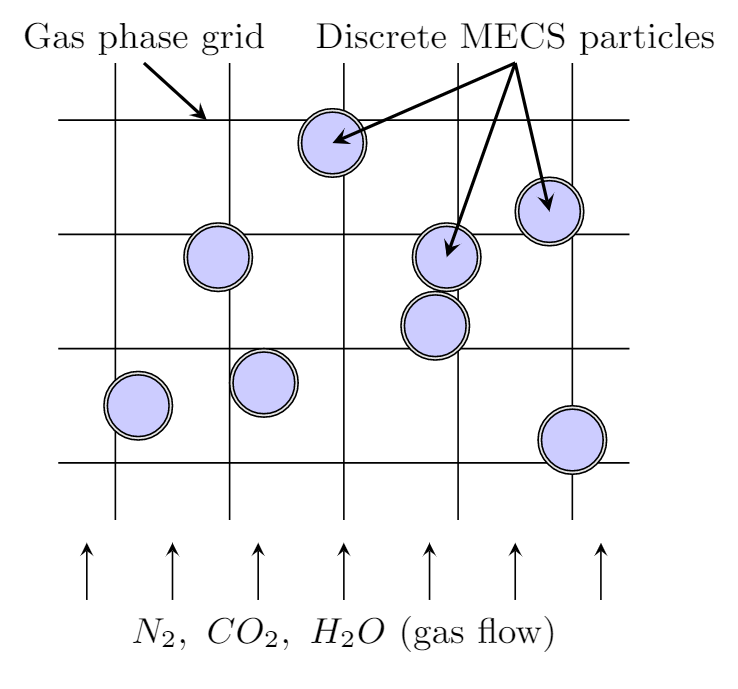 Gas phase grid Discrete MECS particles
N₂, CO₂, H₂O (gas flow)